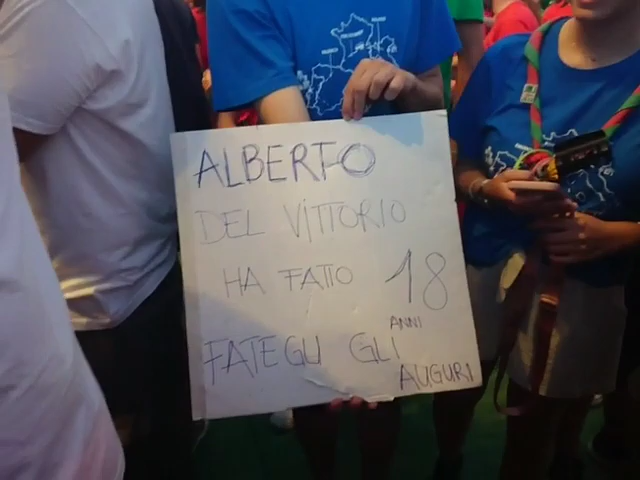 ALBERTO
DEL VITTORIO
HA FATTO 18
ANNI
FATEGLI GLI
AUGURI